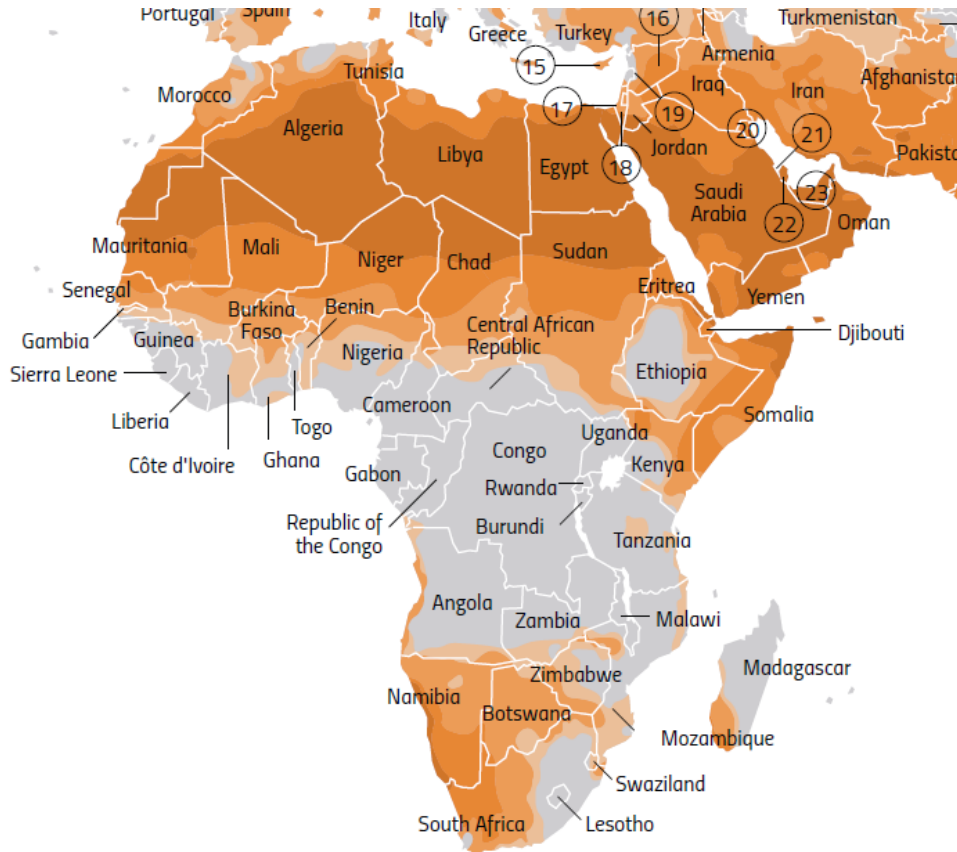 Portugal
Spain
Italy
Greece
Turkey
16
Turkmenistan
Armenia
15
Tunisia
Morocco
Iraq
Iran
Afghanistan
17
19
20
21
Algeria
Libya
Egypt
18
Jordan
Pakist
Saudi
Arabia
22
23
Oman
Mauritania
Mali
Niger
Chad
Sudan
Eritrea
Yemen
Senegal
Gambia
Guinea
Burkina
Faso
Benin
Nigeria
Central African
Republic
Djibouti
Ethiopia
Sierra Leone
Liberia
Côte d'Ivoire
Ghana
Togo
Cameroon
Somalia
Uganda
Kenya
Gabon
Congo
Rwanda
Burundi
Republic of
the Congo
Tanzania
Angola
Zambia
Malawi
Zimbabwe
Madagascar
Namibia
Botswana
Mozambique
Swaziland
South Africa
Lesotho